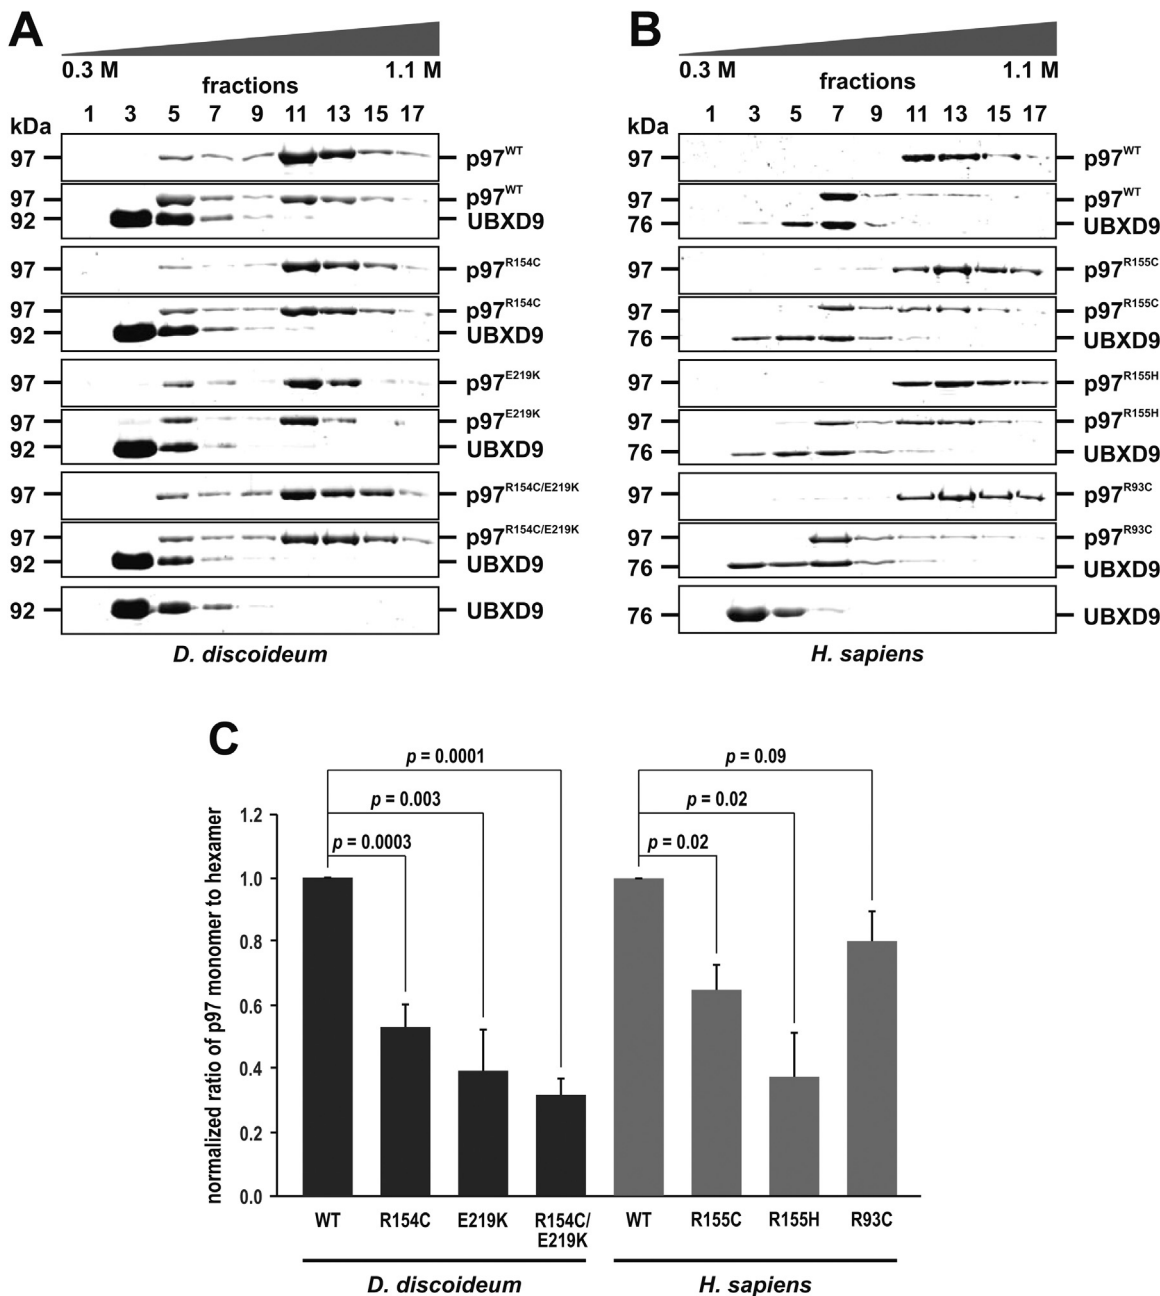 A
0.3 M 1.1 M
fractions
1 3 5 7 9 11 13 15 17
kDa
97 p97WT
97 p97WT
92 UBXD9
97 p97R154C
97 p97R154C
92 UBXD9
97 p97E219K
97 p97E219K
92 UBXD9
97 p97R154C/E219K
97 p97R154C/E219K
92 UBXD9
92 UBXD9
D. discoideum
B
0.3 M 1.1 M
fractions
1 3 5 7 9 11 13 15 17
kDa
97 p97WT
97 p97WT
76 UBXD9
97 p97R155C
97 p97R155C
76 UBXD9
97 p97R155H
97 p97R155H
76 UBXD9
97 p97R93C
97 p97R93C
76 UBXD9
76 UBXD9
H. sapiens
C
normalized ratio of p97 monomer to hexamer
1.2
1.0
0.8
0.6
0.4
0.2
0.0
p = 0.0001
p = 0.003
p = 0.0003
p = 0.09
p = 0.02
p = 0.02
WT R154C E219K R154C/ WT R155C R155H R93C
E219K
D. discoideum H. sapiens